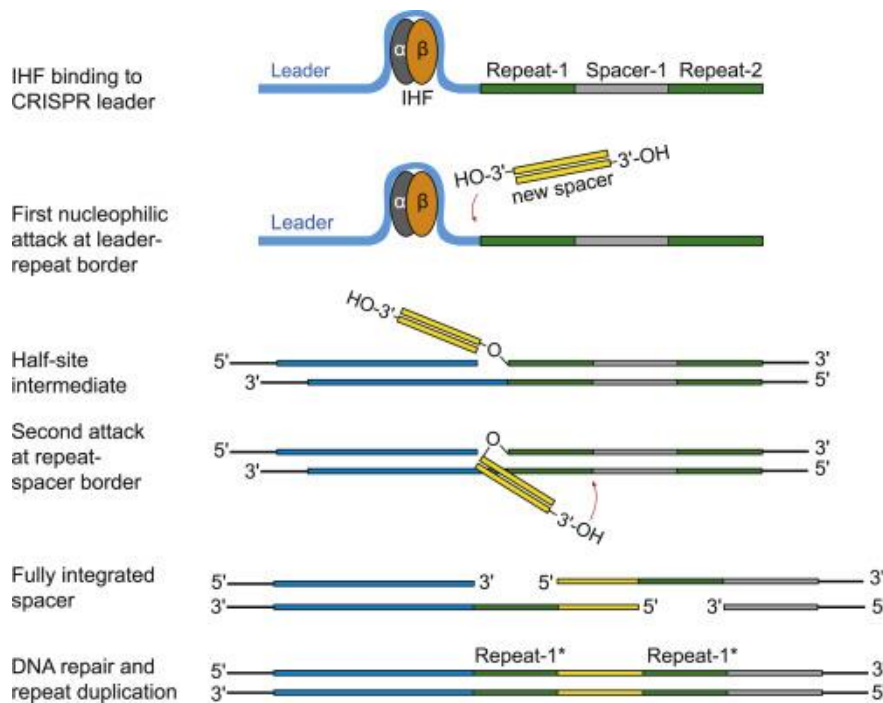 IHF binding to
CRISPR leader
Leader
α
β
IHF
Repeat-1
Spacer-1
Repeat-2
First nucleophilic
attack at leader-
repeat border
Leader
α
β
HO-3'
3'-OH
new spacer
Half-site
intermediate
HO-3'
O
5'
3'
3'
5'
Second attack
at repeat-
spacer border
O
5'
3'
3'
5'
3'-OH
Fully integrated
spacer
5'
3'
5'
3'
3'
5'
3'
5'
DNA repair and
repeat duplication
Repeat-1*
Repeat-1*
5'
3'
3'
5'